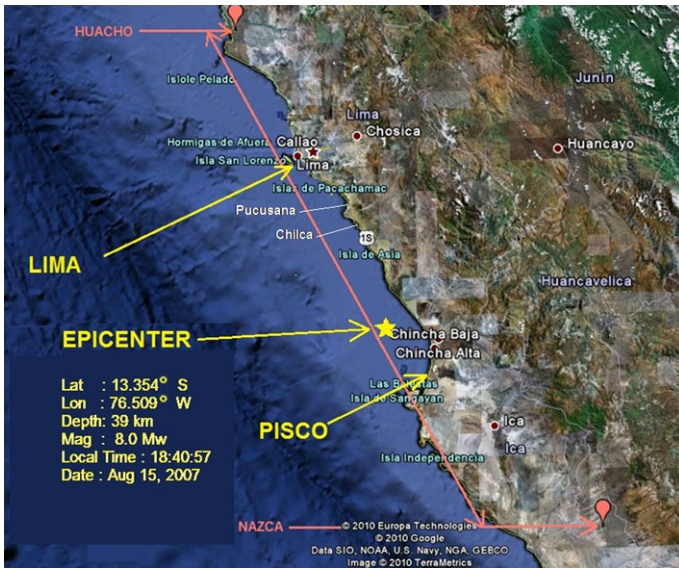 HUACHO
Islole Pelado
Junin
Lima
Chosica
Hormigas de Afuera
Callao
Huancayo
Isla San Lorenzo
Lima
Islas de Pacachamac
Pucusana
Chilca
1S
Isla de Asia
LIMA
Huancavelica
EPICENTER
Chincha Baja
Chincha Alta
Lat : 13.354° S
Lon : 76.509° W
Depth: 39 km
Mag : 8.0 Mw
Local Time : 18:40:57
Date : Aug 15, 2007
Las Balistas
Isla de Sangayan
PISCO
Ica
Ica
Isla Independencia
NAZCA
© 2010 Europa Technologies
© 2010 Google
Data SIO, NOAA, U.S. Navy, NGA, GEBCO
Image © 2010 TerraMetrics